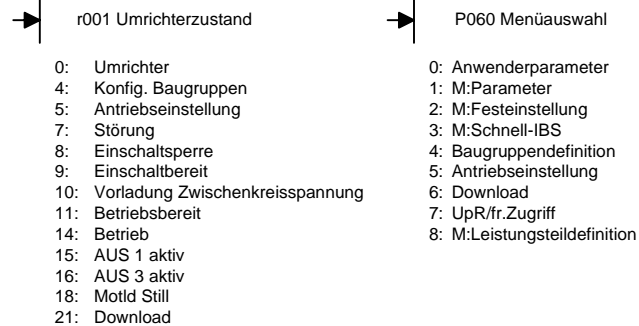 r001 Umrichterzustand
0: Umrichter
4: Konfig. Baugruppen
5: Antriebseinstellung
7: Störung
8: Einschaltsperre
9: Einschaltbereit
10: Vorladung Zwischenkreisspannung
11: Betriebsbereit
14: Betrieb
15: AUS 1 aktiv
16: AUS 3 aktiv
18: MotId Still
21: Download
P060 Menüauswahl
0: Anwenderparameter
1: M:Parameter
2: M:Festeinstellung
3: M:Schnell-IBS
4: Baugruppendefinition
5: Antriebseinstellung
6: Download
7: UpR/fr.Zugriff
8: M:Leistungsteildefinition